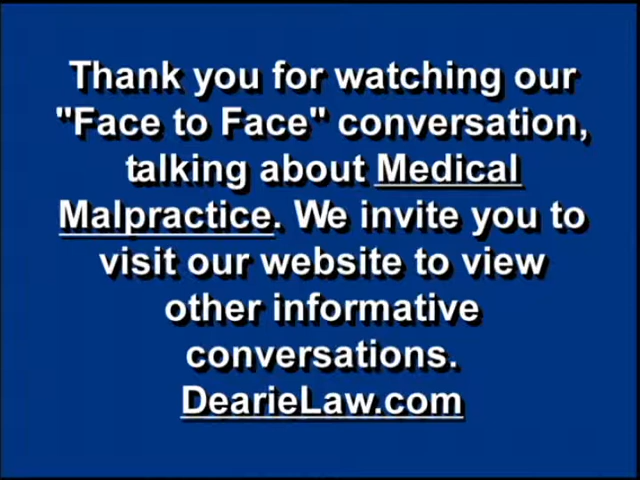 Thank you for watching our
"Face to Face" conversation,
talking about Medical
Malpractice. We invite you to
visit our website to view
other informative
conversations.
DearieLaw.com